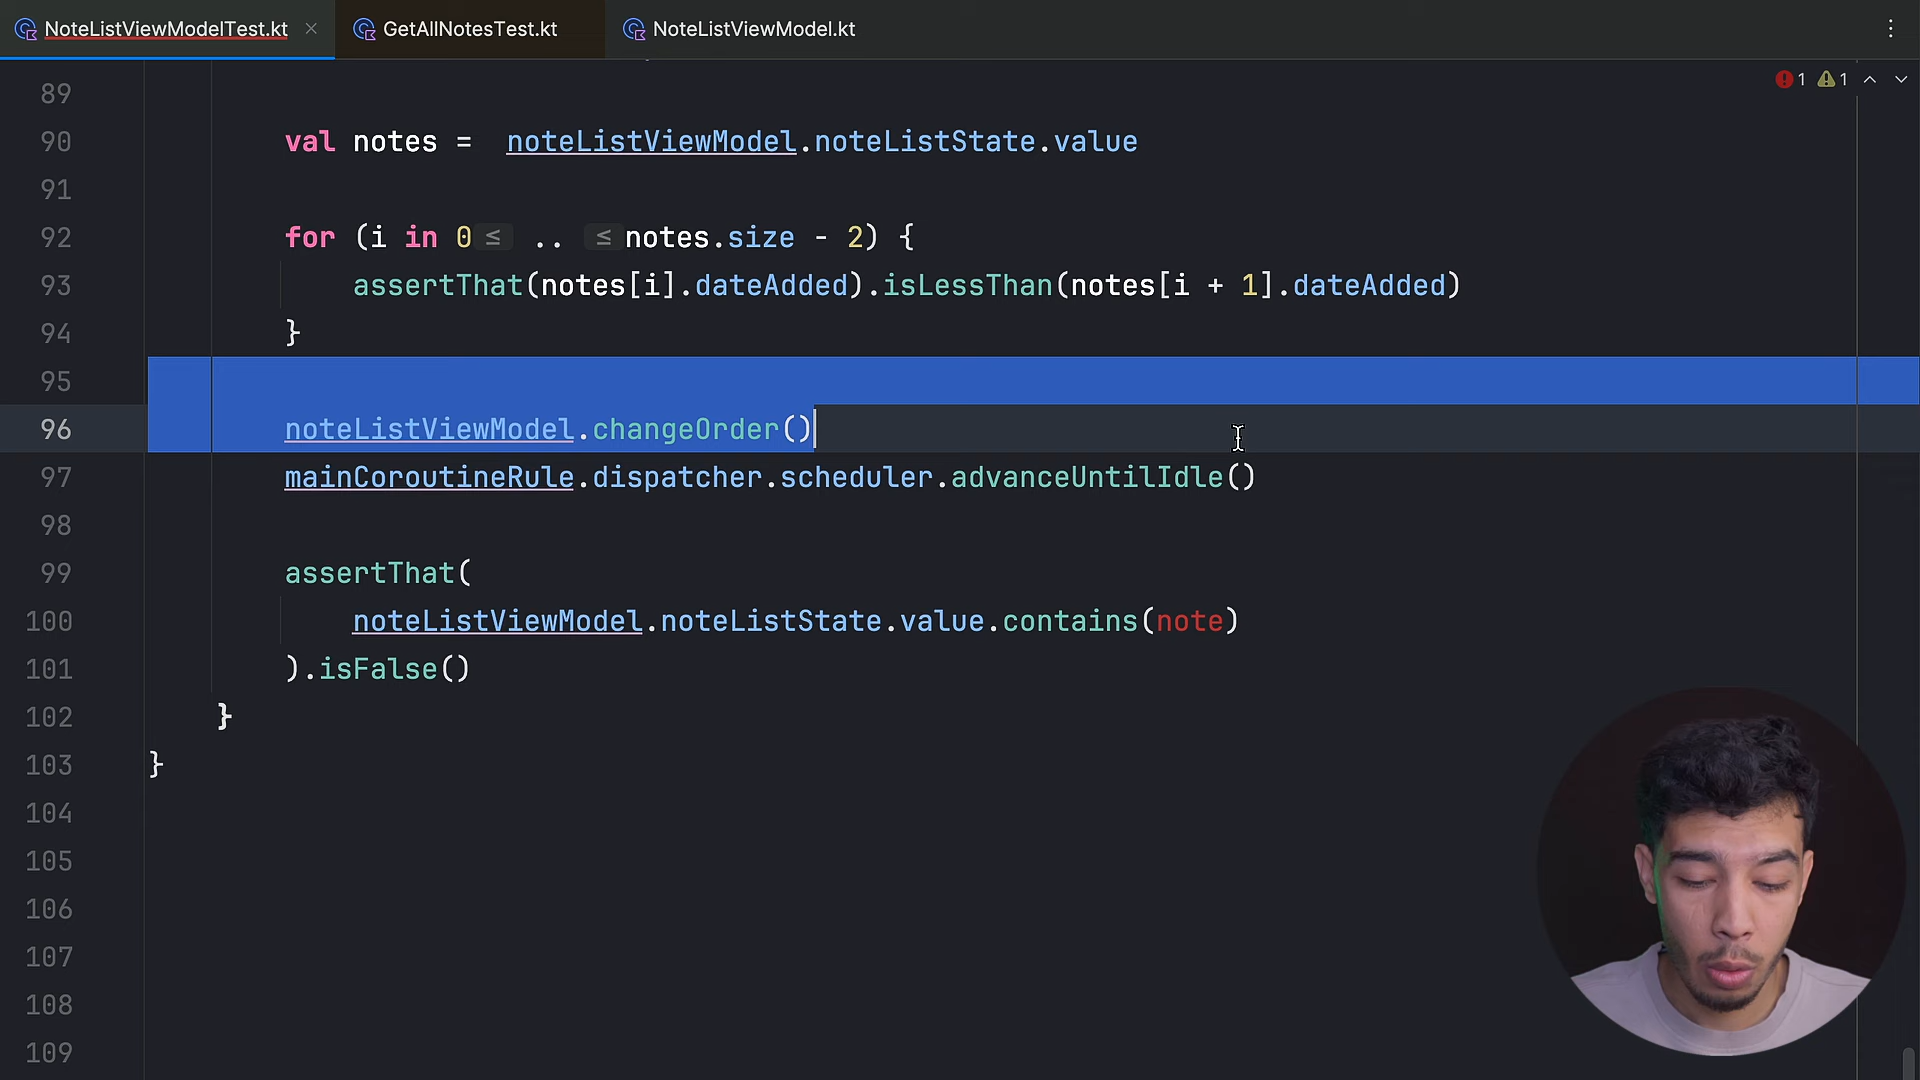 NoteListViewModelTest.kt × GetAllNotesTest.kt NoteListViewModel.kt
1 1
89
90 val notes =  noteListViewModel.noteListState.value
91
92 for (i in 0 ≤ .. ≤ notes.size - 2) {
93 assertThat(notes[i].dateAdded).isLessThan(notes[i + 1].dateAdded)
94 }
95
96 noteListViewModel.changeOrder()
97 mainCoroutineRule.dispatcher.scheduler.advanceUntilIdle()
98
99 assertThat(
100 noteListViewModel.noteListState.value.contains(note)
101 ).isFalse()
102 }
103 }
104
105
106
107
108
109